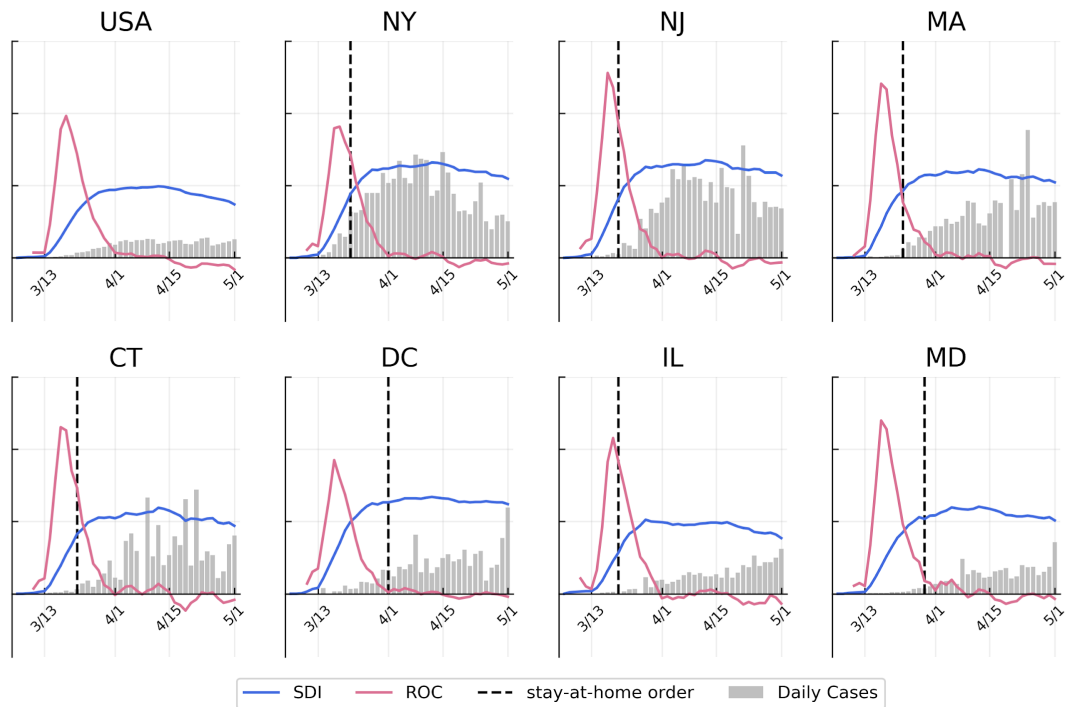 USA NY NJ MA
3/13 4/1 4/15 5/1 3/13 4/1 4/15 5/1 3/13 4/1 4/15 5/1 3/13 4/1 4/15 5/1
CT DC IL MD
3/13 4/1 4/15 5/1 3/13 4/1 4/15 5/1 3/13 4/1 4/15 5/1 3/13 4/1 4/15 5/1
SDI ROC stay-at-home order Daily Cases